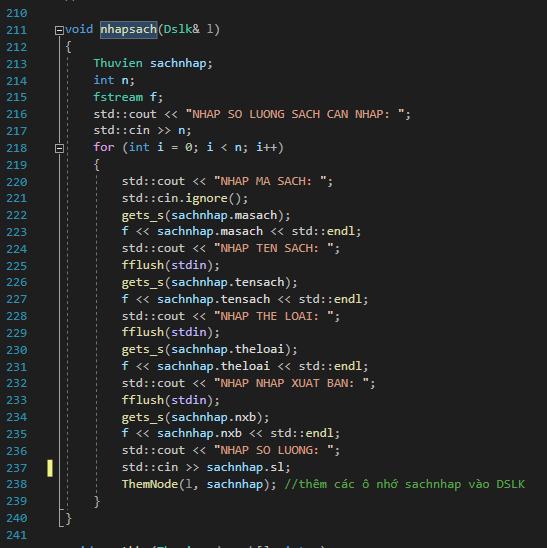 210
211 void nhapsach(Dslk& l)
212 {
213 Thuvien sachnhap;
214 int n;
215 fstream f;
216 std::cout << "NHAP SO LUONG SACH CAN NHAP: ";
217 std::cin >> n;
218 for (int i = 0; i < n; i++)
219 {
220 std::cout << "NHAP MA SACH: ";
221 std::cin.ignore();
222 gets_s(sachnhap.masach);
223 f << sachnhap.masach << std::endl;
224 std::cout << "NHAP TEN SACH: ";
225 fflush(stdin);
226 gets_s(sachnhap.tensach);
227 f << sachnhap.tensach << std::endl;
228 std::cout << "NHAP THE LOAI: ";
229 fflush(stdin);
230 gets_s(sachnhap.theloai);
231 f << sachnhap.theloai << std::endl;
232 std::cout << "NHAP NHAP XUAT BAN: ";
233 fflush(stdin);
234 gets_s(sachnhap.nxb);
235 f << sachnhap.nxb << std::endl;
236 std::cout << "NHAP SO LUONG: ";
237 std::cin >> sachnhap.sl;
238 ThemNode(l, sachnhap); //thêm các ô nhớ sachnhap vào DSLK
239 }
240 }
241